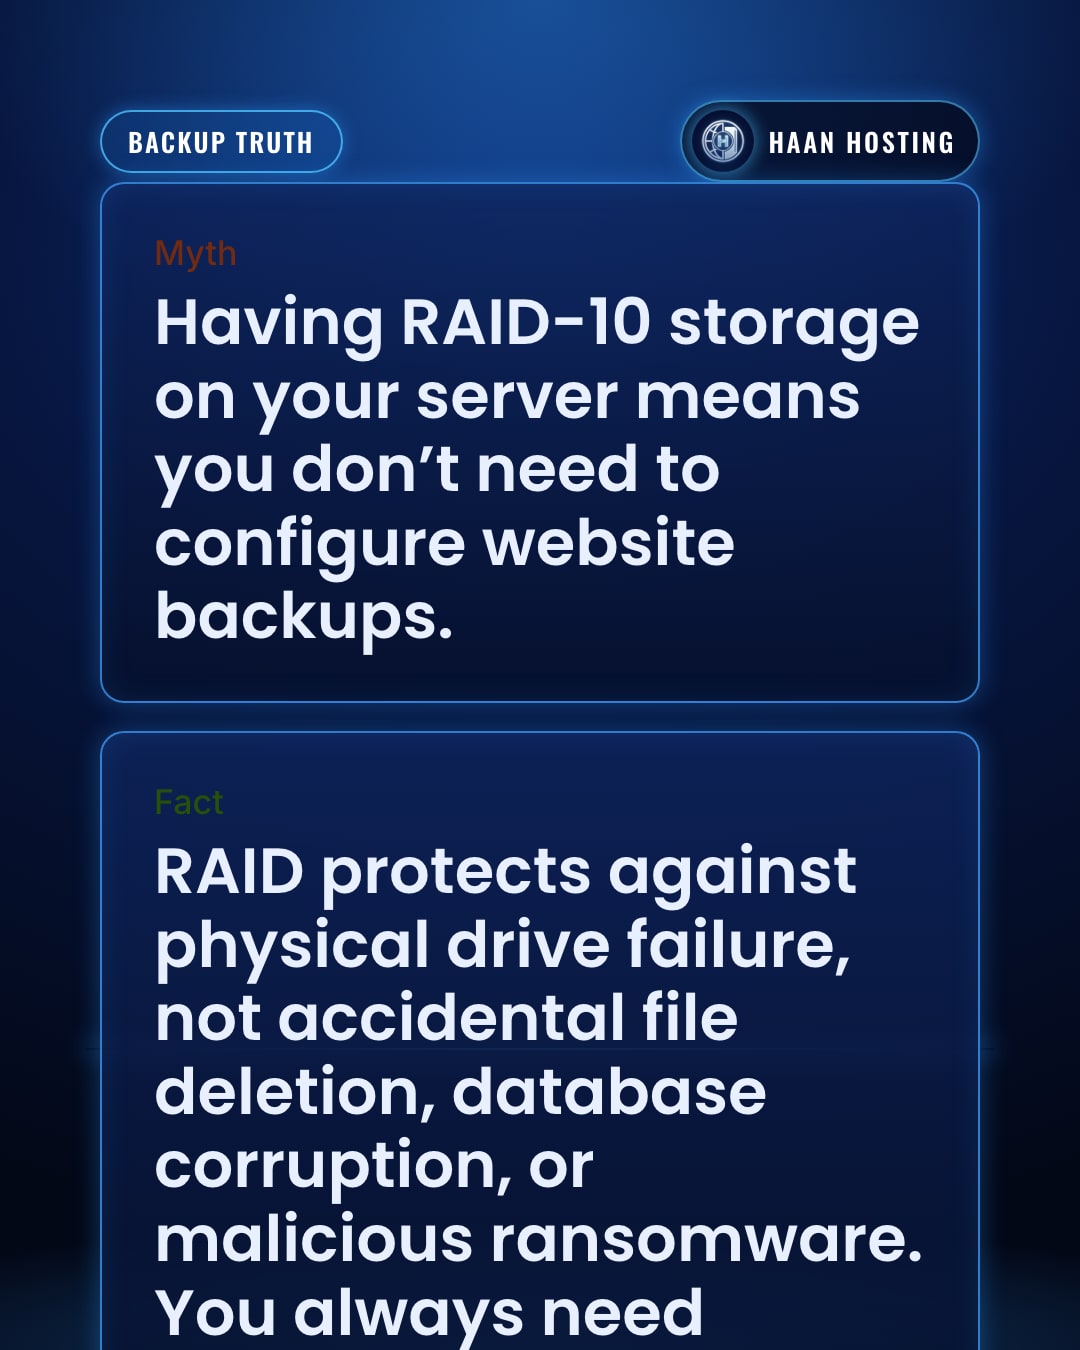 BACKUP TRUTH
HAAN HOSTING
Myth
Having RAID-10 storage
on your server means
you don’t need to
configure website
backups.
Fact
RAID protects against
physical drive failure,
not accidental file
deletion, database
corruption, or
malicious ransomware.
You always need